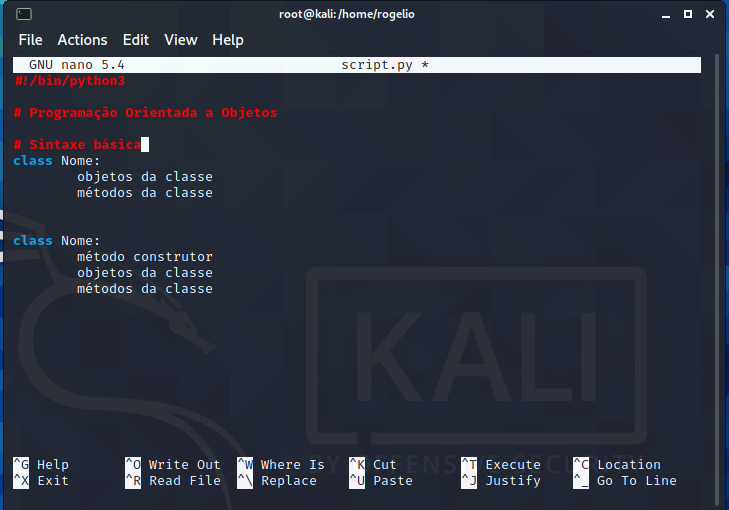 root@kali: /home/rogelio
File Actions Edit View Help
GNU nano 5.4 script.py *
#!/bin/python3
# Programação Orientada a Objetos
# Sintaxe básica
class Nome:
objetos da classe
métodos da classe
class Nome:
método construtor
objetos da classe
métodos da classe
KALI
BY OFFENSIVE SECURITY
^G Help ^O Write Out ^W Where Is ^K Cut ^T Execute ^C Location
^X Exit ^R Read File ^\ Replace ^U Paste ^J Justify ^_ Go To Line